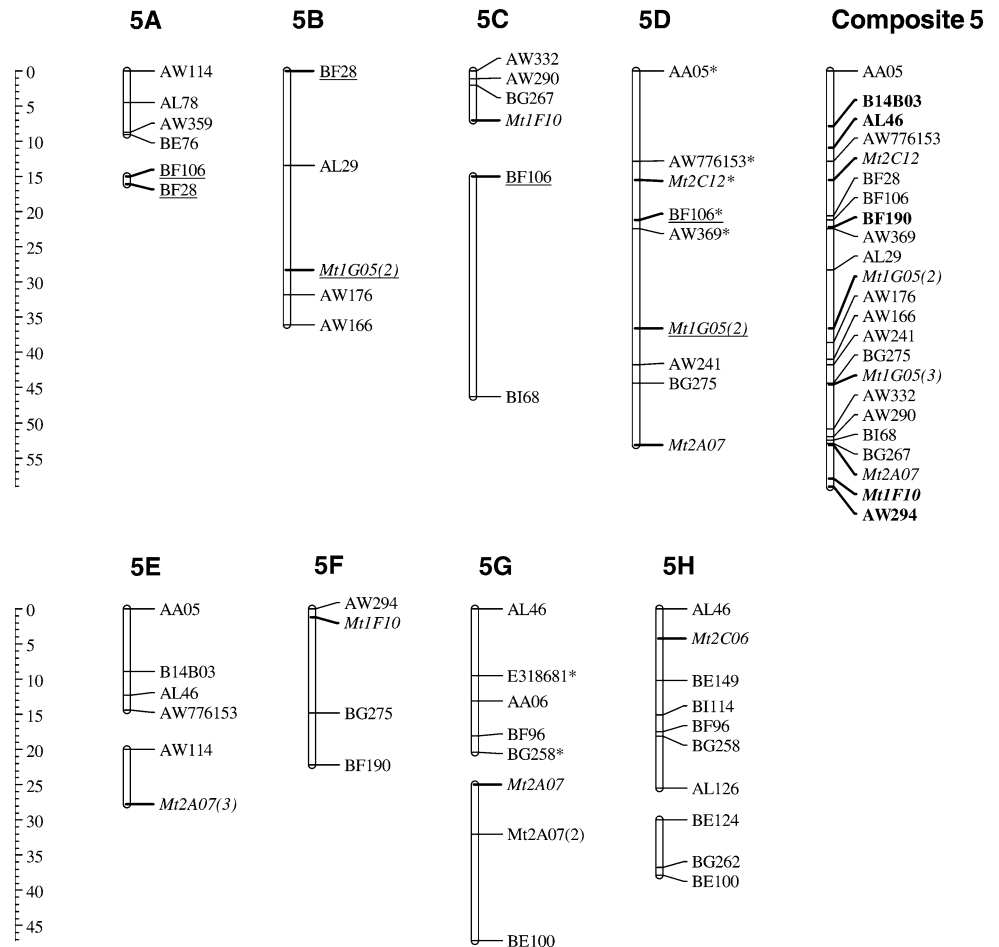 5A
5B
5C
5D
Composite 5
0
5
10
15
20
25
30
35
40
45
50
55
AW114
AL78
AW359
BE76
BF106
BF28
BF28
AL29
Mt1G05(2)
AW176
AW166
AW332
AW290
BG267
Mt1F10
BF106
BI68
AA05*
AW776153*
Mt2C12*
BF106*
AW369*
Mt1G05(2)
AW241
BG275
Mt2A07
AA05
B14B03
AL46
AW776153
Mt2C12
BF28
BF106
BF190
AW369
AL29
Mt1G05(2)
AW176
AW166
AW241
BG275
Mt1G05(3)
AW332
AW290
BI68
BG267
Mt2A07
Mt1F10
AW294
5E
5F
5G
5H
0
5
10
15
20
25
30
35
40
45
AA05
B14B03
AL46
AW776153
AW114
Mt2A07(3)
AW294
Mt1F10
BG275
BF190
AL46
E318681*
AA06
BF96
BG258*
Mt2A07
Mt2A07(2)
BE100
AL46
Mt2C06
BE149
BI114
BF96
BG258
AL126
BE124
BG262
BE100